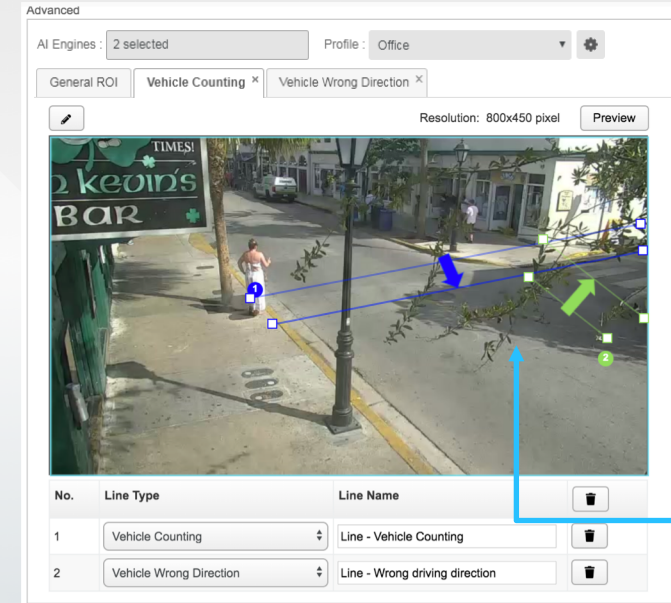 Advanced
AI Engines : 2 selected Profile : Office
General ROI Vehicle Counting × Vehicle Wrong Direction ×
Resolution: 800x450 pixel Preview
TIMES!
kevin's
BAR
1
2
No. Line Type Line Name
1 Vehicle Counting Line - Vehicle Counting
2 Vehicle Wrong Direction Line - Wrong driving direction